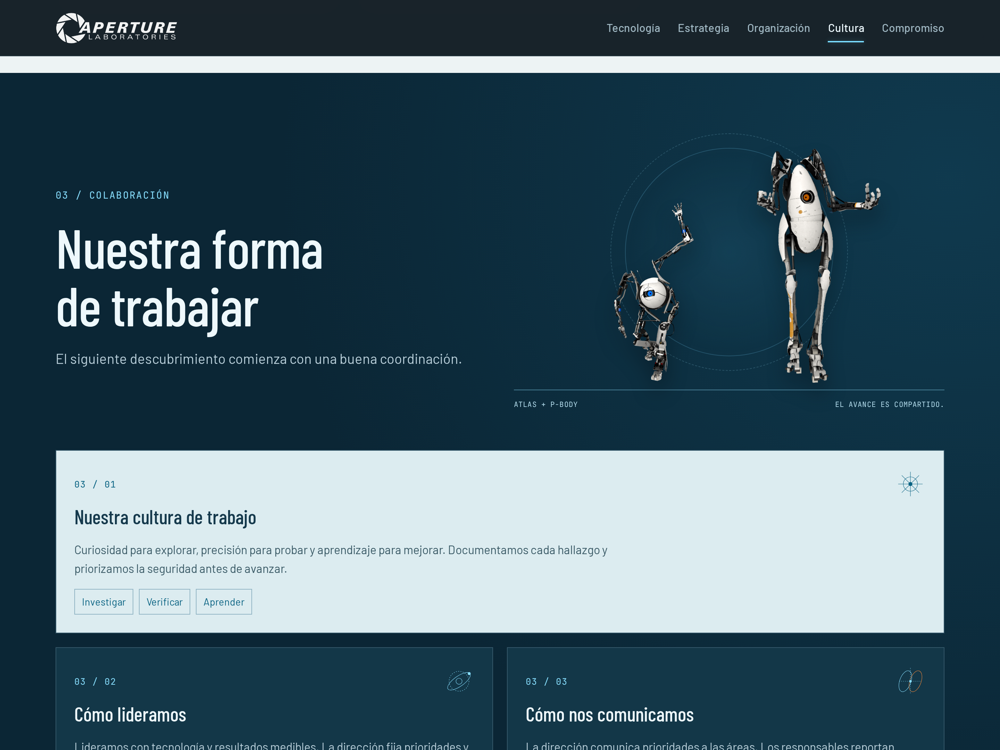 APERTURE
LABORATORIES
Tecnología
Estrategia
Organización
Cultura
Compromiso
03 / COLABORACIÓN
Nuestra forma
de trabajar
El siguiente descubrimiento comienza con una buena coordinación.
ATLAS + P-BODY
EL AVANCE ES COMPARTIDO.
03 / 01
Nuestra cultura de trabajo
Curiosidad para explorar, precisión para probar y aprendizaje para mejorar. Documentamos cada hallazgo y
priorizamos la seguridad antes de avanzar.
Investigar
Verificar
Aprender
03 / 02
Cómo lideramos
Lideramos con tecnología y resultados medibles. La dirección fija prioridades y
03 / 03
Cómo nos comunicamos
La dirección comunica prioridades a las áreas. Los responsables reportan